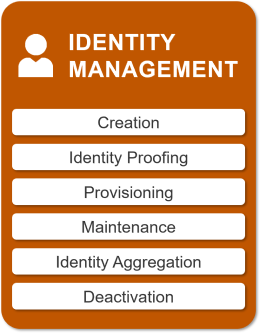 IDENTITY
MANAGEMENT
Creation
Identity Proofing
Provisioning
Maintenance
Identity Aggregation
Deactivation